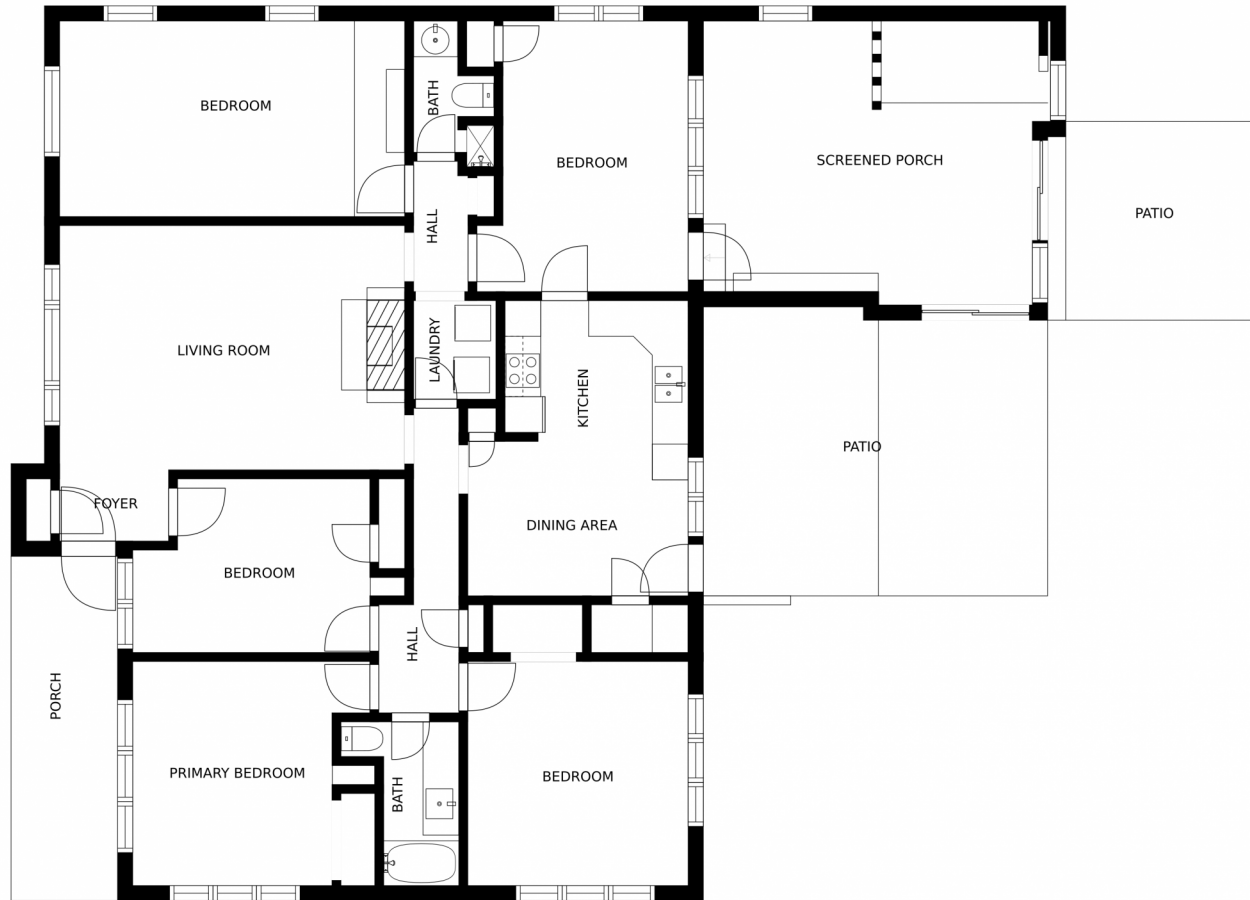 BEDROOM
BATH
BEDROOM
SCREENED PORCH
PATIO
HALL
LIVING ROOM
LAUNDRY
KITCHEN
PATIO
FOYER
DINING AREA
BEDROOM
HALL
PORCH
PRIMARY BEDROOM
BATH
BEDROOM